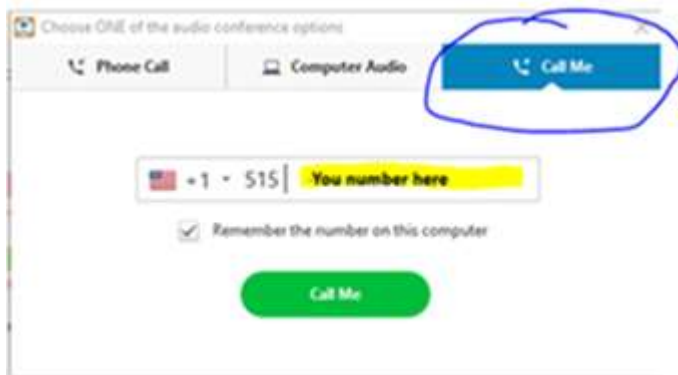 Choose ONE of the audio conference options
Phone Call Computer Audio Call Me
+1 515 You number here
Remember the number on this computer
Call Me